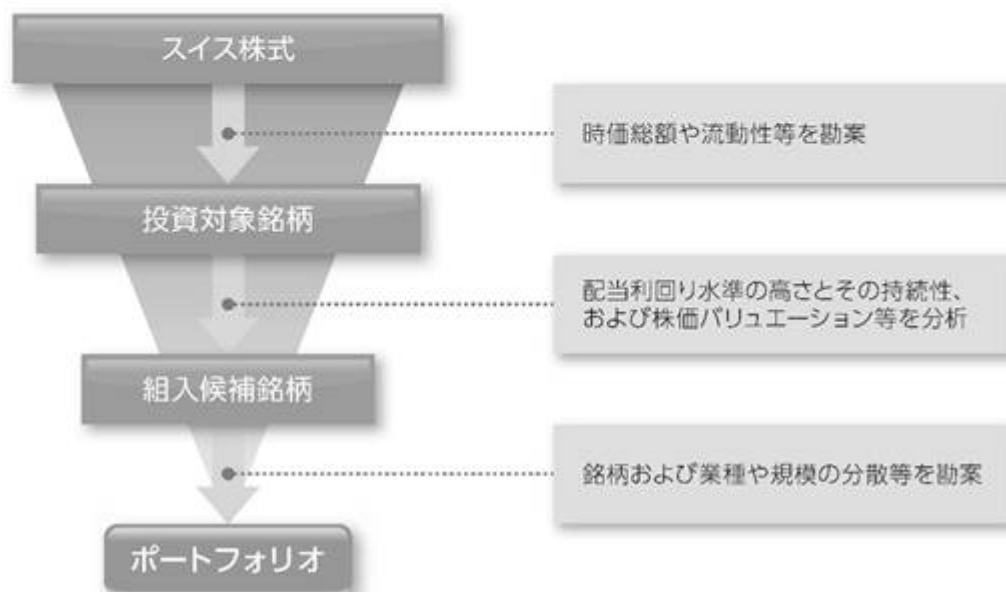 スイス株式
時価総額や流動性等を勘案
投資対象銘柄
配当利回り水準の高さとその持続性、
および株価バリュエーション等を分析
組入候補銘柄
銘柄および業種や規模の分散等を勘案
ポートフォリオ